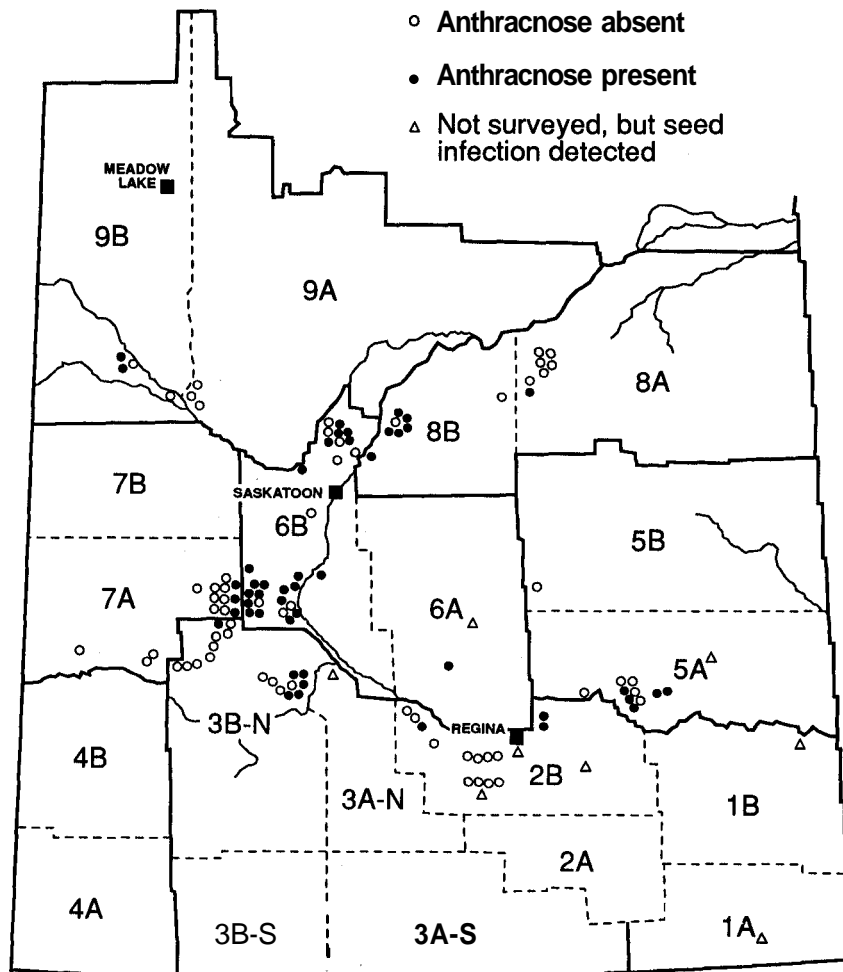 Anthracnose absent
Anthracnose present
Not surveyed, but seed
infection detected
MEADOW
LAKE
9B
9A
8A
8B
7B
SASKATOON
6B
5B
7A
6A
5A
3B-N
REGINA
4B
2B
3A-N
1B
2A
4A
3B-S
3A-S
1A